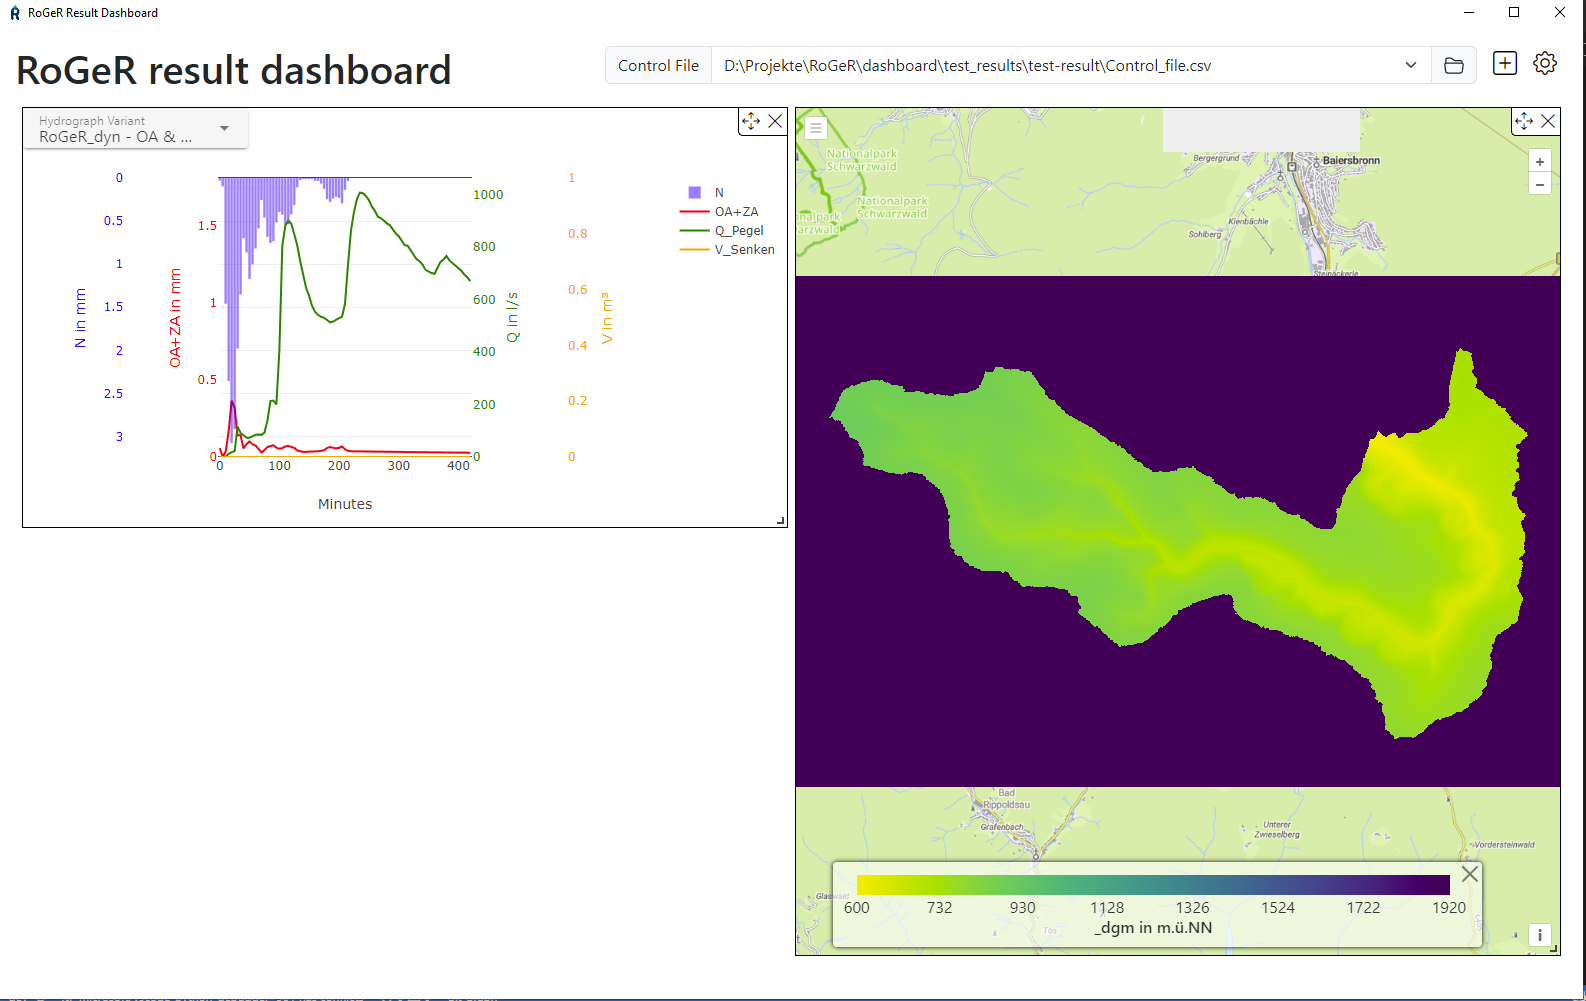 RoGeR Result Dashboard
RoGeR result dashboard
Control File
D:\Projekte\RoGeR\dashboard\test_results\test-result\Control_file.csv
Hydrograph Variant
RoGeR_dyn - OA & ...
N in mm
0
0.5
1
1.5
2
2.5
3
OA+ZA in mm
1.5
1
0.5
0
1000
800
600
400
200
0
Q in l/s
1
0.8
0.6
0.4
0.2
0
V in m³
0
100
200
300
400
Minutes
N
OA+ZA
Q_Pegel
V_Senken
Nationalpark
Schwarzwald
Nationalpark
Schwarzwald
nalpark
warzwald
Bergergrund
Baiersbronn
Kienbächle
Sohlberg
Steinäckerle
+
−
Bad
Rippoldsau
Grafenbach
Unterer
Zwieselberg
Vordersteinwald
600
732
930
1128
1326
1524
1722
1920
_dgm in m.ü.NN
Tös
i